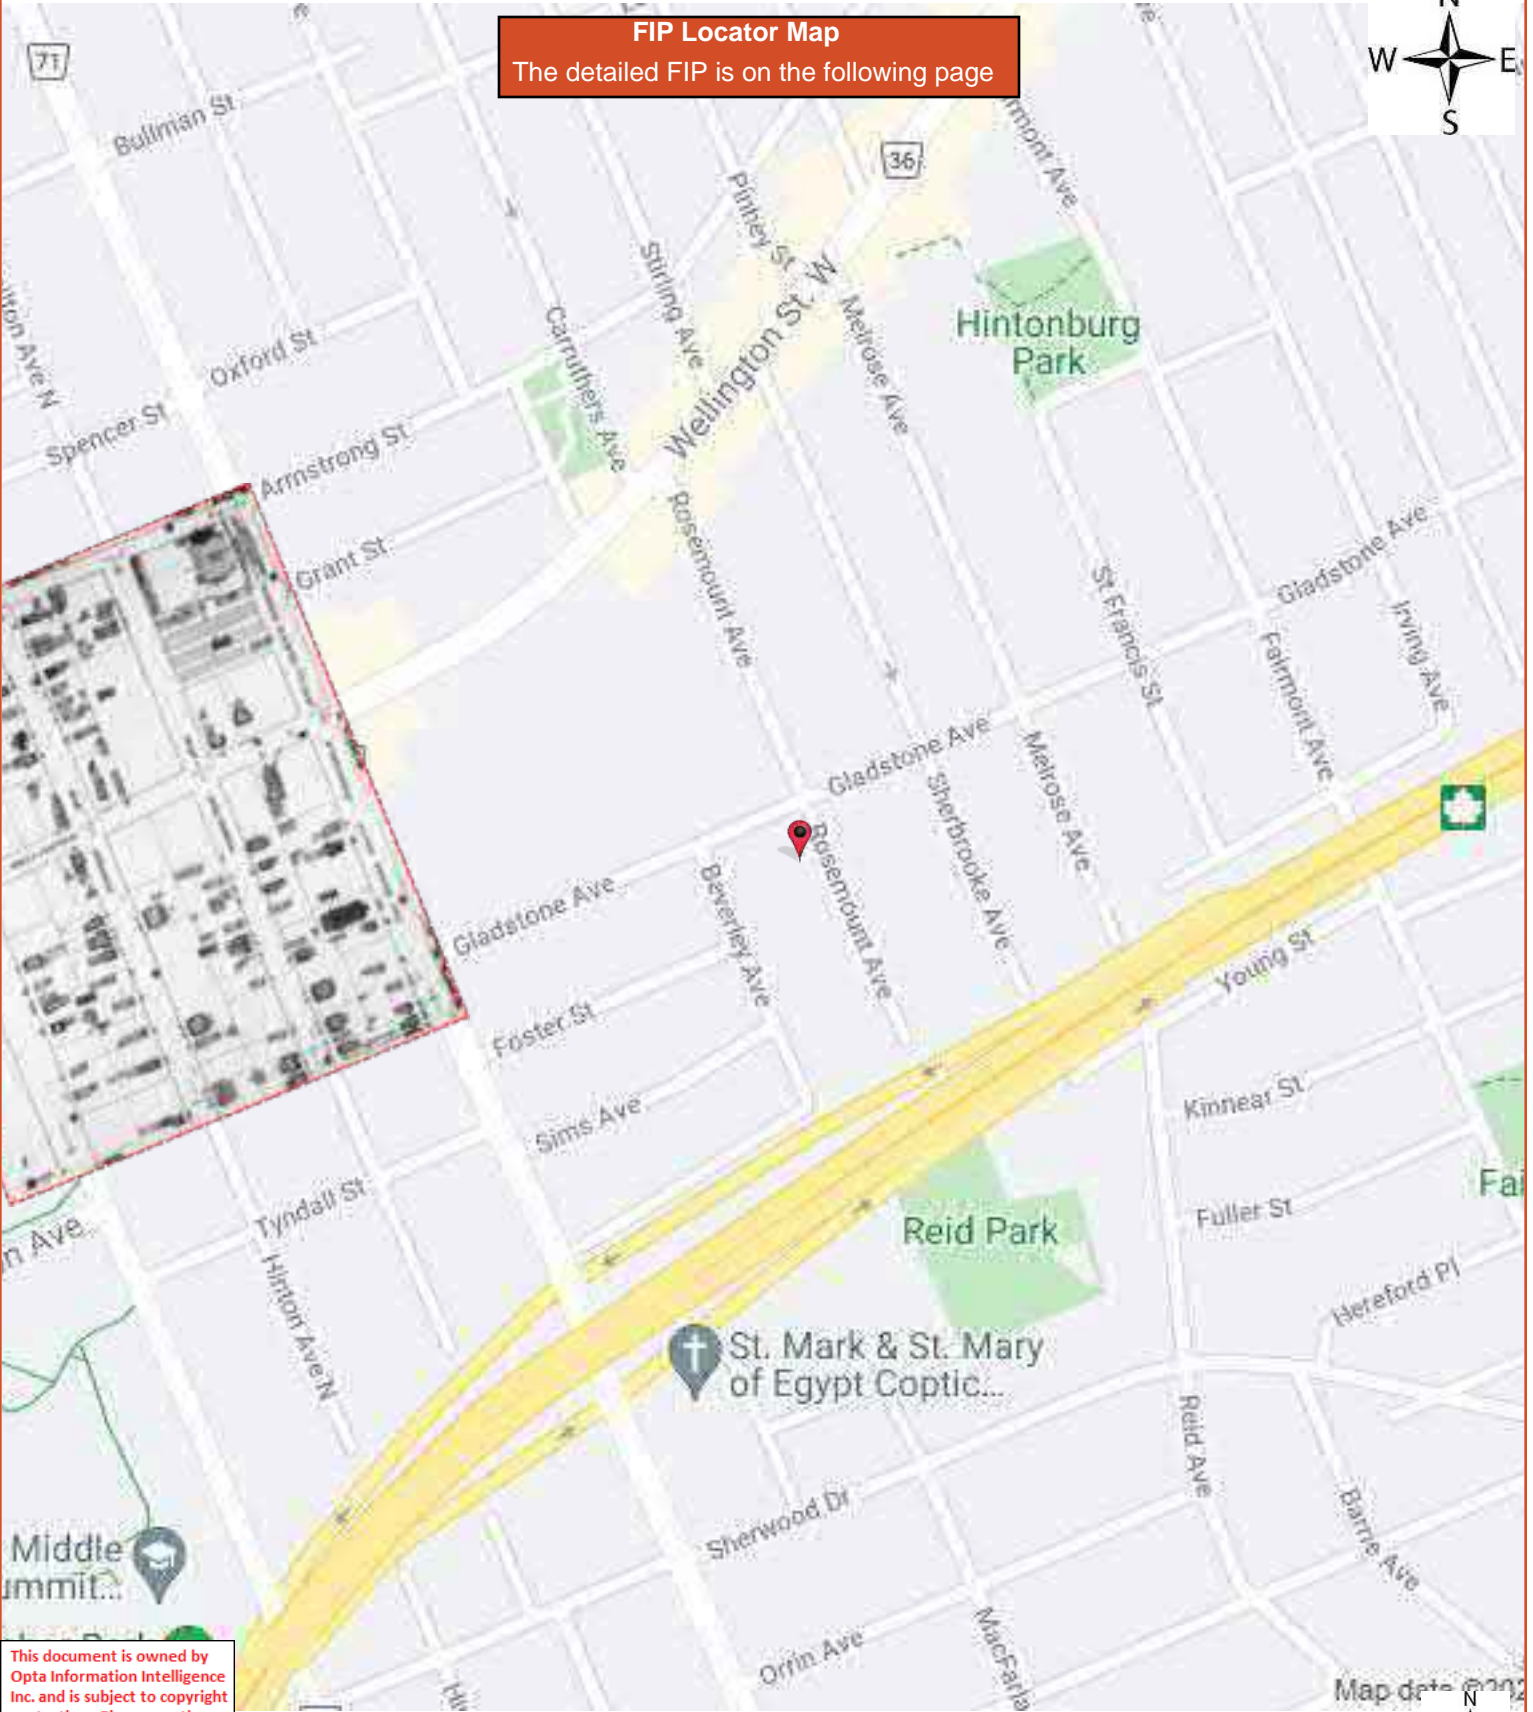 FIP Locator Map
The detailed FIP is on the following page
N
W
E
S
71
36
Bullman St
Pinhey St
Stirling Ave
Carruthers Ave
Wellington St. W
Melrose Ave
Hintonburg
Park
Oxford St
Spencer St
Armstrong St
Grant St
Rosemount Ave
Gladstone Ave
St Francis St
Fairmont Ave
Irving Ave
Gladstone Ave
Melrose Ave
Sherbrooke Ave
Rosemount Ave
Beverley Ave
Gladstone Ave
Foster St
Young St
Sims Ave
Kinnear St
Tyndall St
Fuller St
Reid Park
Hinton Ave N
Hereford Pl
St. Mark & St. Mary
of Egypt Coptic...
Reid Ave
Barrie Ave
Sherwood Dr
Middle
ummit...
Orrin Ave
MacFarla
This document is owned by
Opta Information Intelligence
Inc. and is subject to copyright
Map data ©202
N